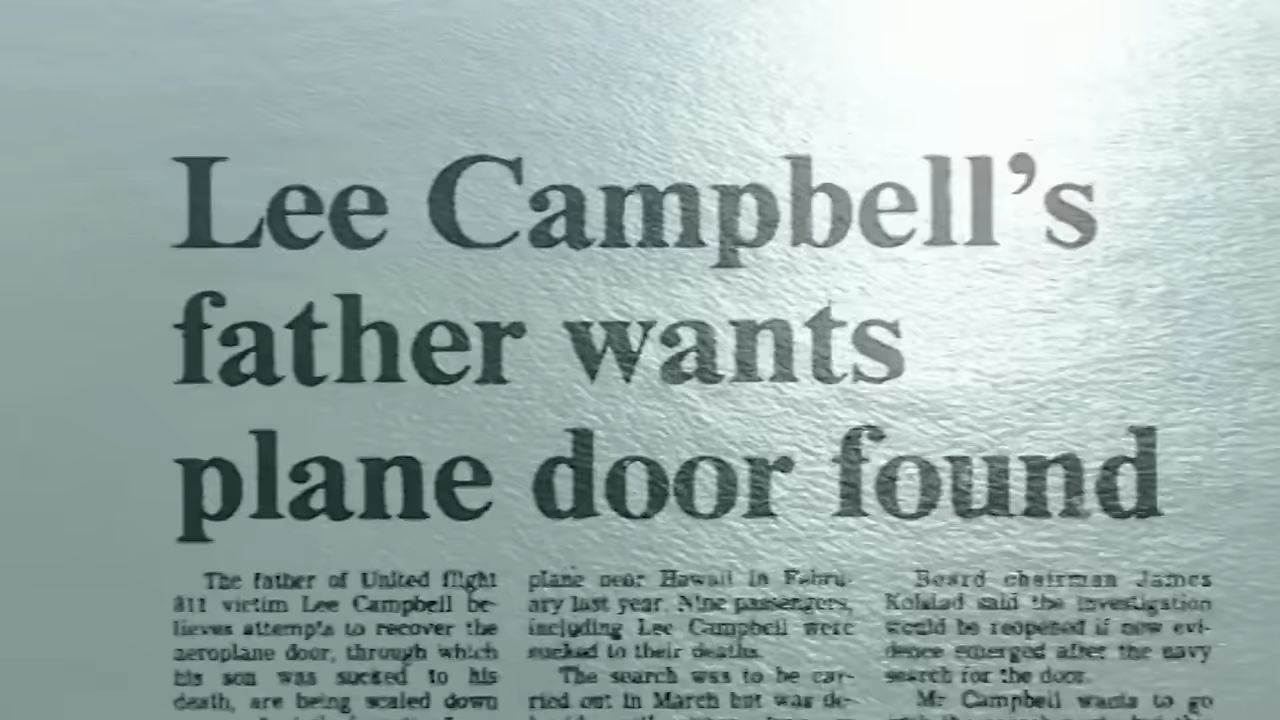 Lee Campbell's
father wants
plane door found
The father of United flight
811 victim Lee Campbell be-
lieves attempts to recover the
aeroplane door, through which
his son was sucked to his
death, are being scaled down
plane near Hawaii in Febru-
ary last year. Nine passengers,
including Lee Campbell were
sucked to their deaths.
The search was to be car-
ried out in March but was de-
Board chairman James
Kolstad said the investigation
would be reopened if new evi-
dence emerged after the navy
search for the door.
Mr Campbell wants to go